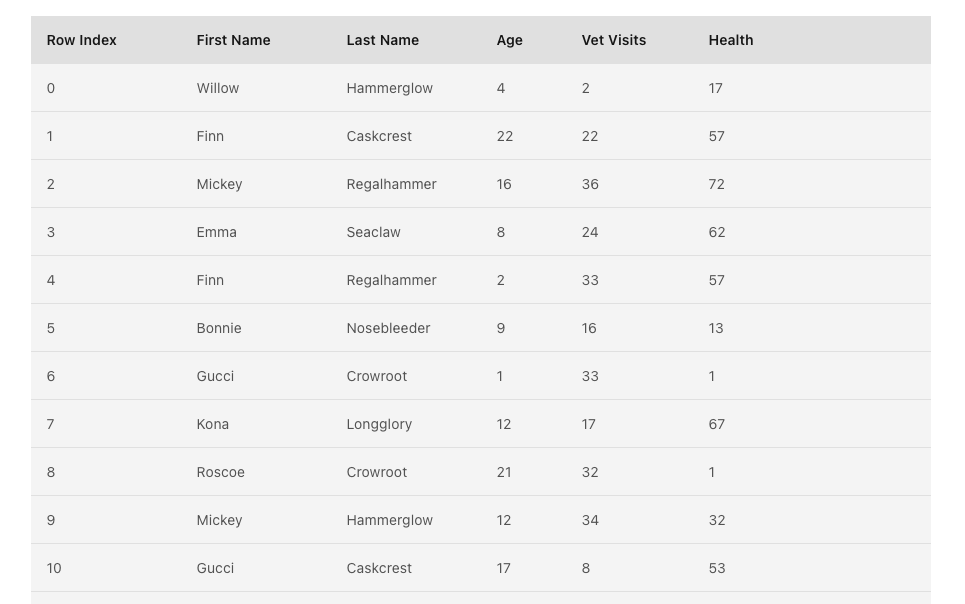 Row Index First Name Last Name Age Vet Visits Health
0 Willow Hammerglow 4 2 17
1 Finn Caskcrest 22 22 57
2 Mickey Regalhammer 16 36 72
3 Emma Seaclaw 8 24 62
4 Finn Regalhammer 2 33 57
5 Bonnie Nosebleeder 9 16 13
6 Gucci Crowroot 1 33 1
7 Kona Longglory 12 17 67
8 Roscoe Crowroot 21 32 1
9 Mickey Hammerglow 12 34 32
10 Gucci Caskcrest 17 8 53